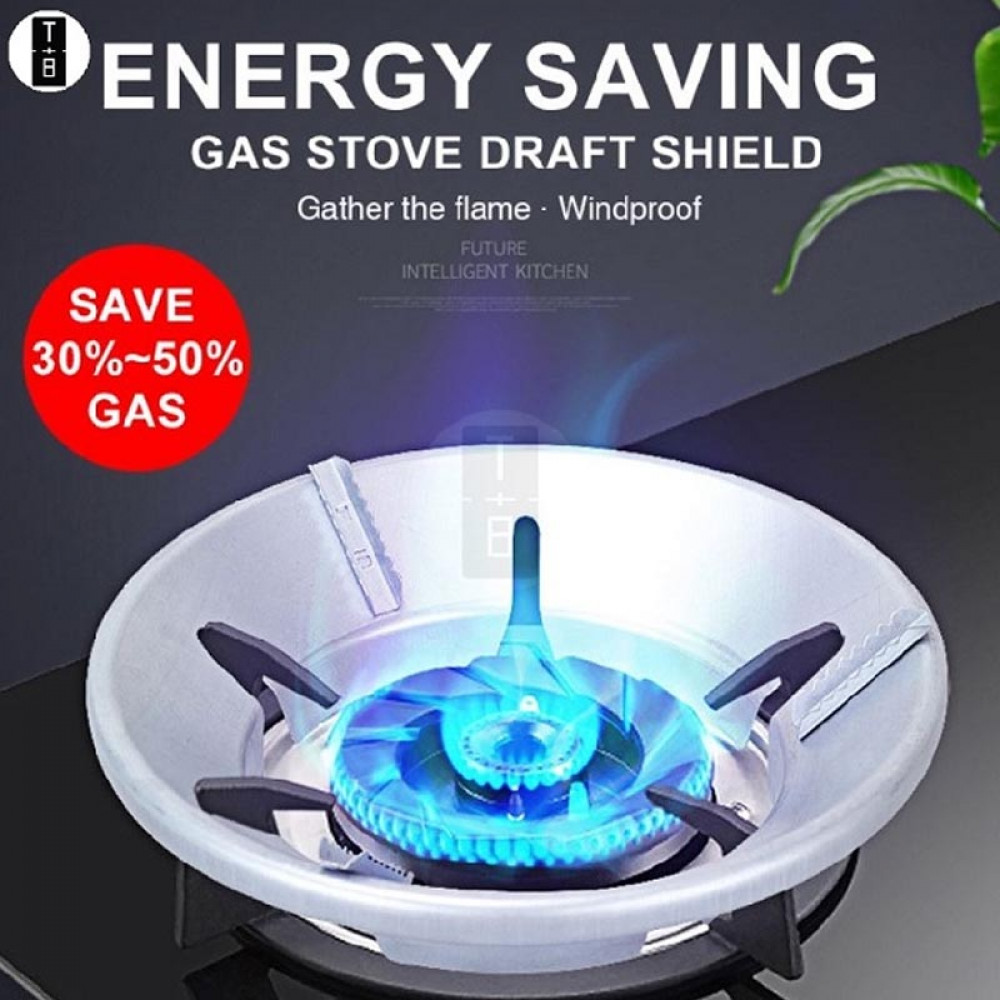 T+B
ENERGY SAVING
GAS STOVE DRAFT SHIELD
Gather the flame · Windproof
FUTURE
INTELLIGENT KITCHEN
SAVE
30%~50%
GAS
T+B